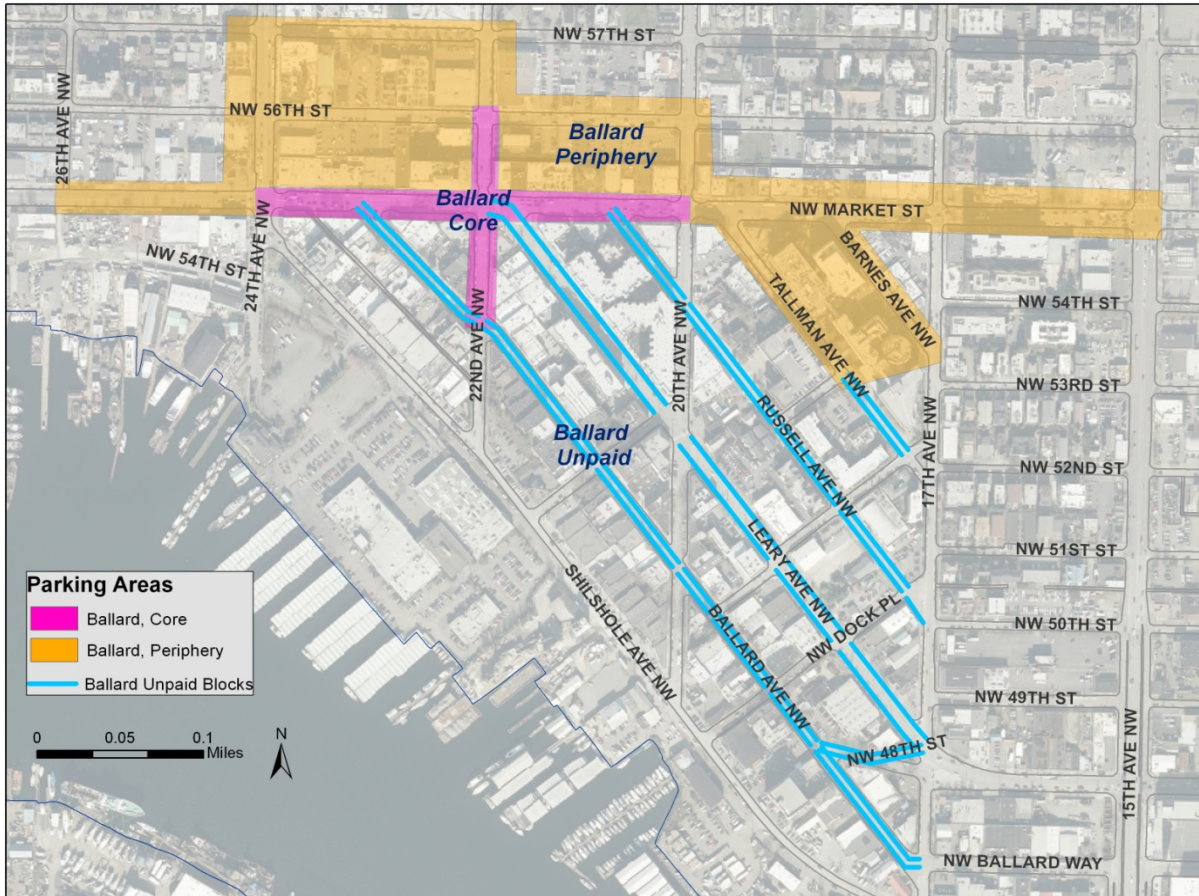 NW 57TH ST
26TH AVE NW
NW 56TH ST
Ballard
Periphery
Ballard
Core
NW MARKET ST
NW 54TH ST
24TH AVE NW
BARNES AVE NW
TALLMAN AVE NW
NW 54TH ST
22ND AVE NW
20TH AVE NW
NW 53RD ST
Ballard
Unpaid
RUSSELL AVE NW
17TH AVE NW
NW 52ND ST
LEARY AVE NW
NW 51ST ST
SHILSHOLE AVE NW
BALLARD AVE NW
NW DOCK PL
NW 50TH ST
NW 49TH ST
NW 48TH ST
15TH AVE NW
NW BALLARD WAY
Parking Areas
Ballard, Core
Ballard, Periphery
Ballard Unpaid Blocks
0 0.05 0.1
Miles
N